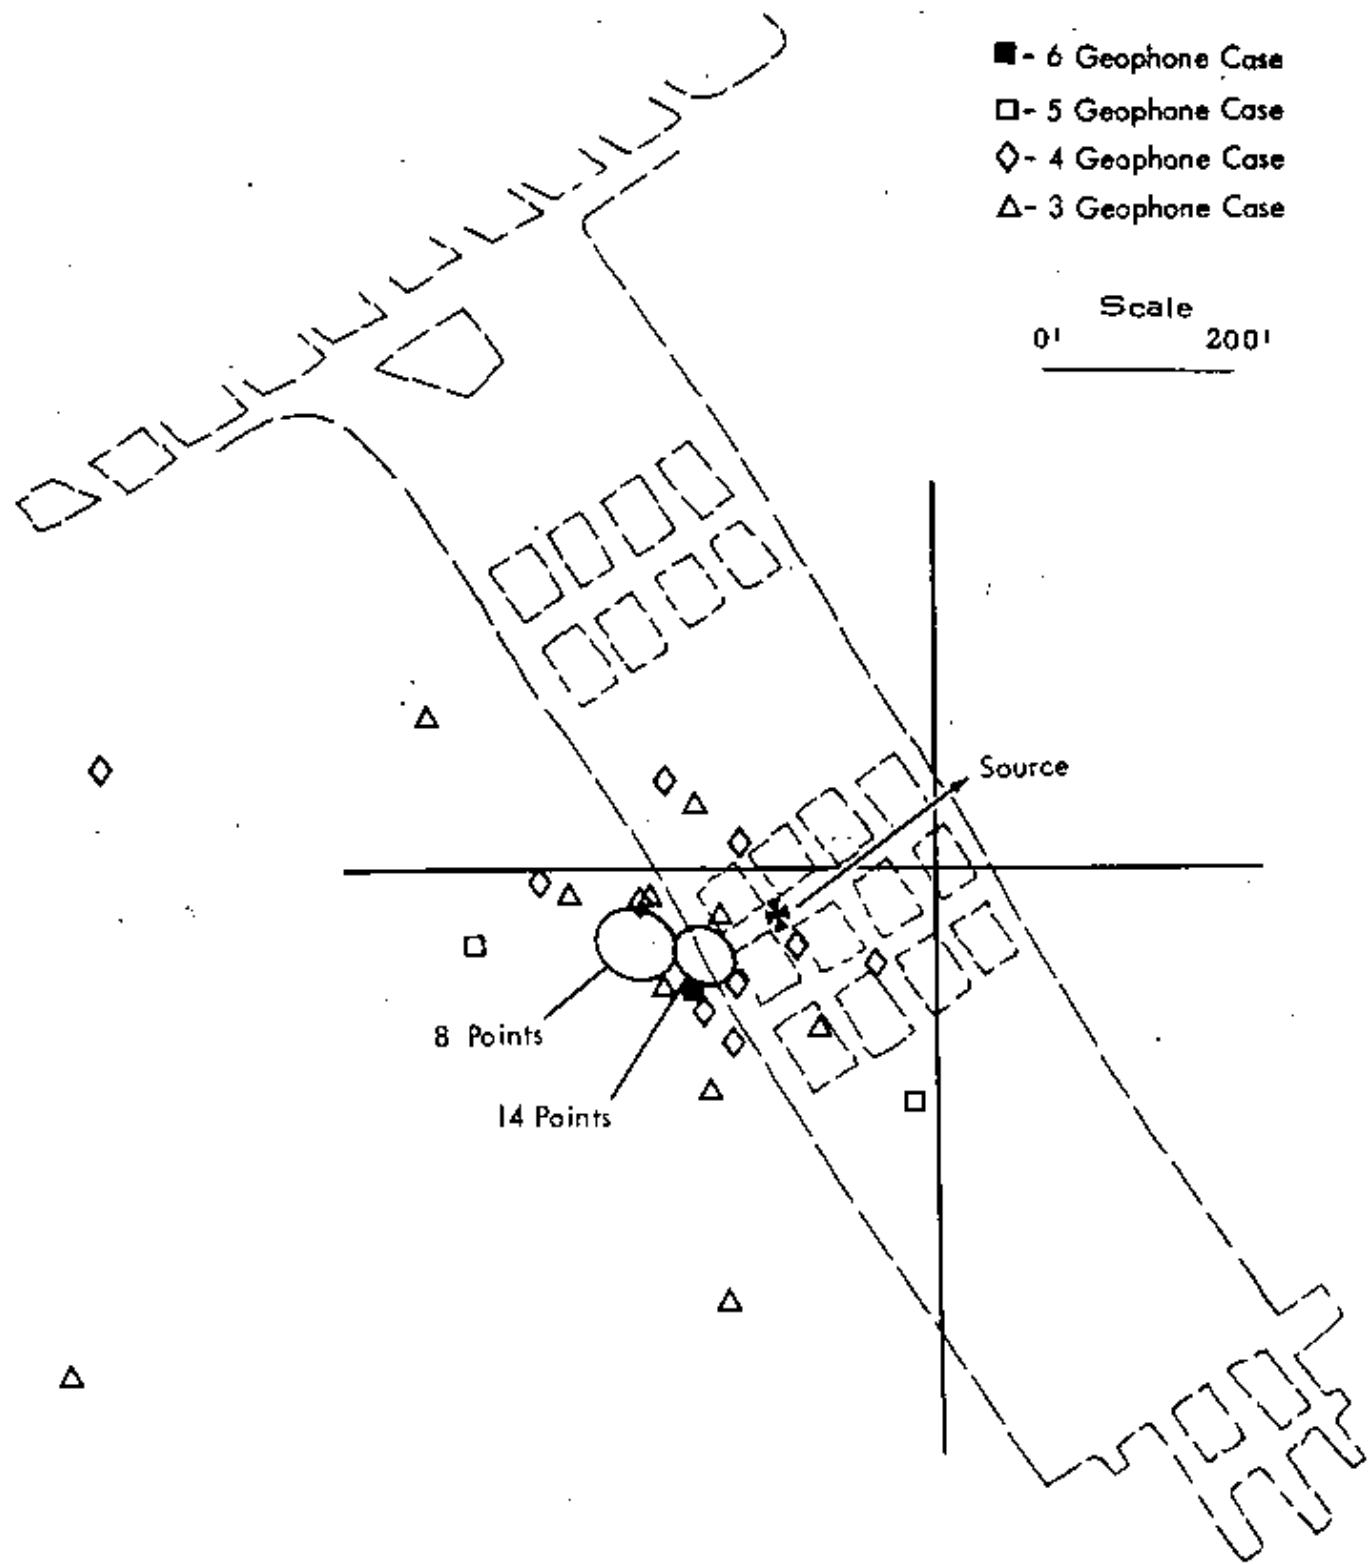 ■ - 6 Geophone Case
□ - 5 Geophone Case
◇ - 4 Geophone Case
△ - 3 Geophone Case
Scale
0' 200'
Source
8 Points
14 Points